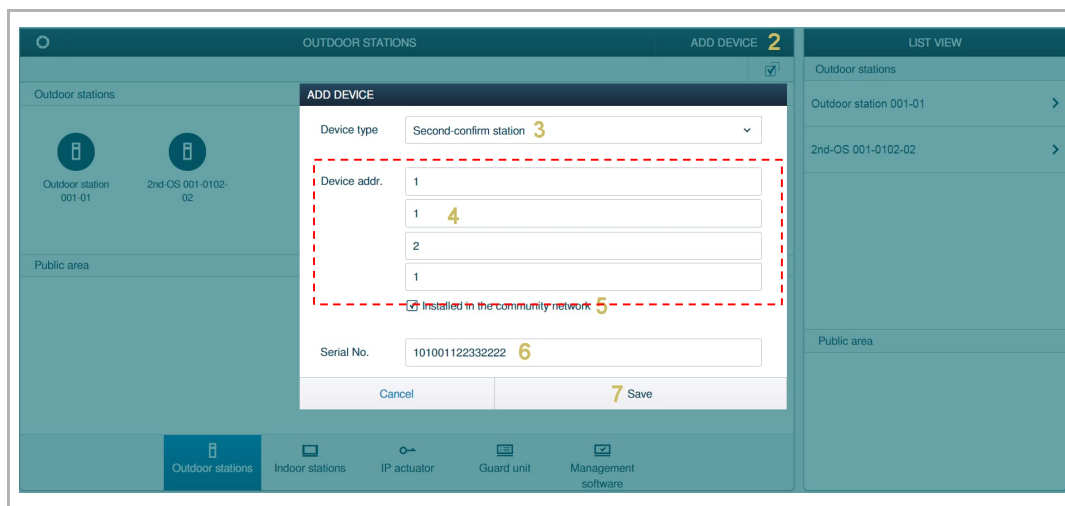 OUTDOOR STATIONS ADD DEVICE 2
LIST VIEW
Outdoor stations
Outdoor stations
Outdoor station 001-01
2nd-OS 001-0102-02
Outdoor station
001-01
2nd-OS 001-0102-
02
Public area
Public area
ADD DEVICE
Device type Second-confirm station 3
Device addr. 1
1 4
2
1
Installed in the community network 5
Serial No. 101001122332222 6
Cancel 7 Save
Outdoor stations
Indoor stations
IP actuator
Guard unit
Management
software